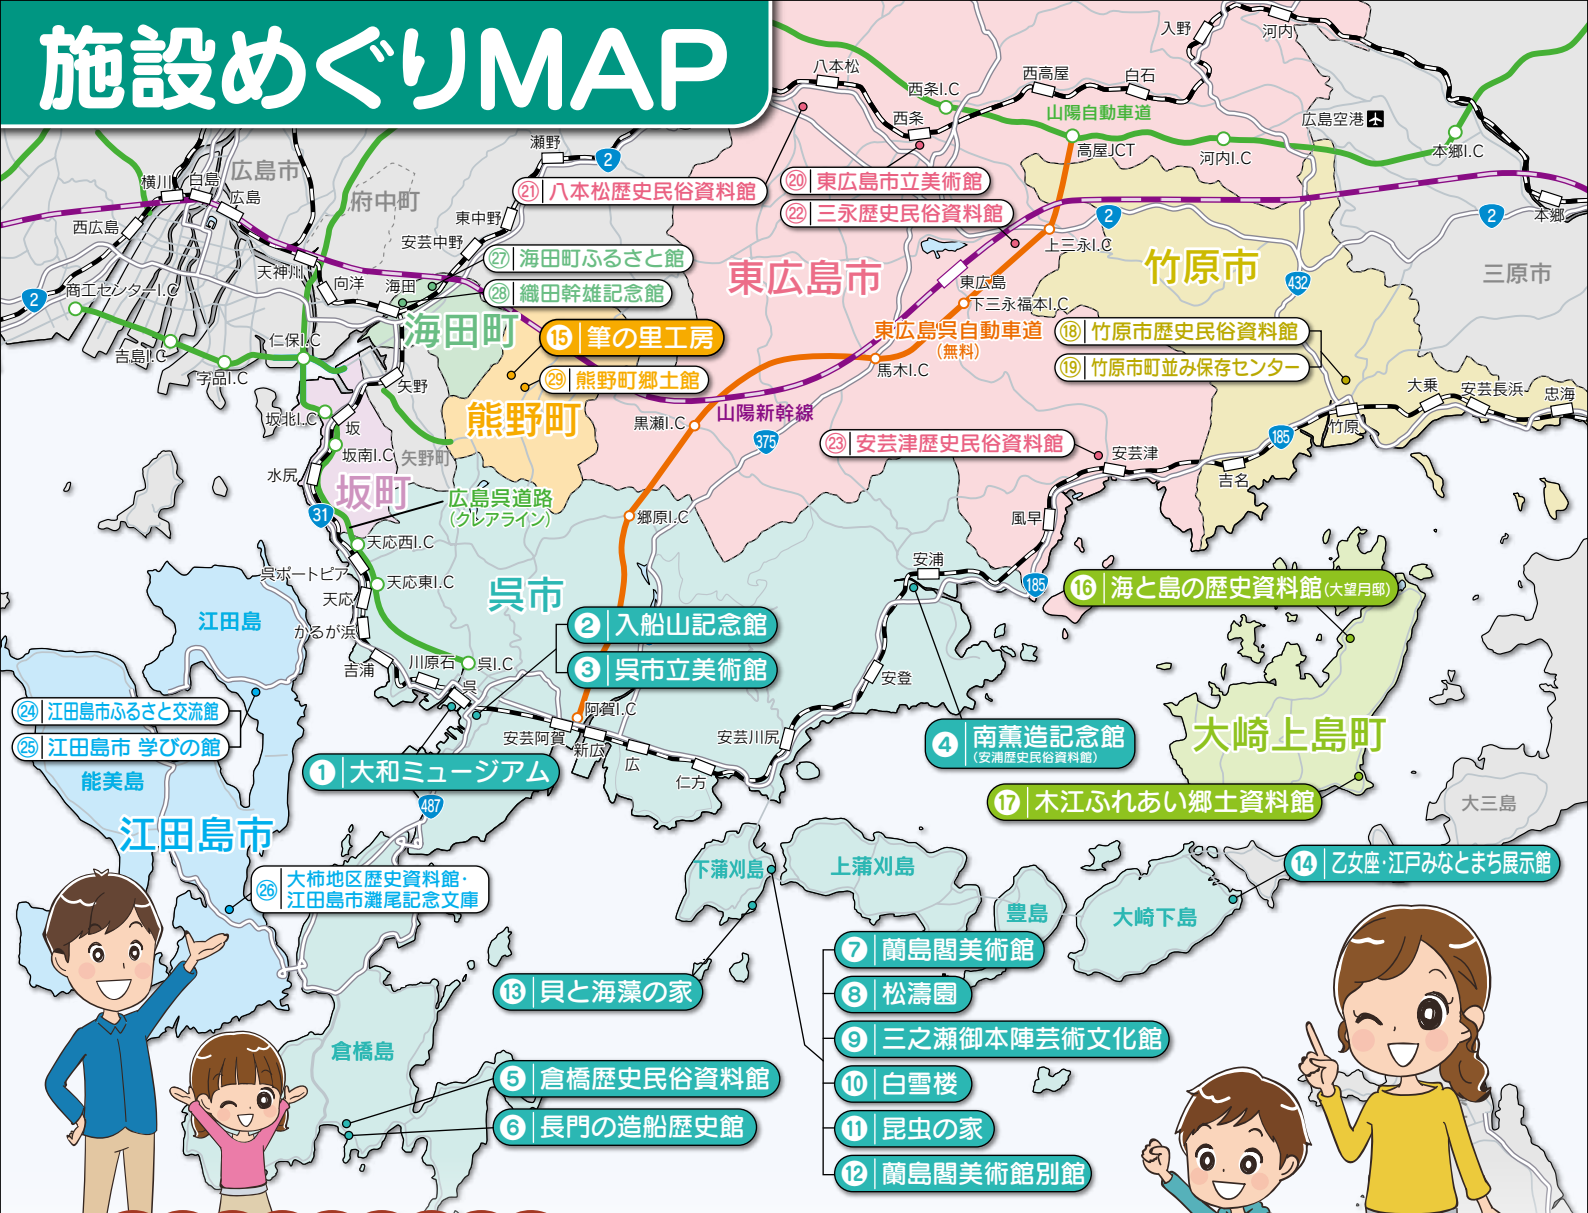 施設めぐりMAP
八本松
西条I.C
西条
西高屋
白石
入野
河内
山陽自動車道
高屋JCT
河内I.C
広島空港
本郷I.C
本郷
瀬野
2
横川
白島
広島市
広島
西広島
府中町
東中野
安芸中野
天神川
向洋
海田
2
商工センターI.C
吉島I.C
宇品I.C
仁保I.C
海田町
矢野
坂北I.C
坂
坂南I.C
矢野町
水尻
坂町
31
広島呉道路
(クレアライン)
天応西I.C
呉ポートピア
天応東I.C
天応
かるが浜
吉浦
川原石
呉I.C
呉
㉑ 八本松歴史民俗資料館
⑳ 東広島市立美術館
㉒ 三永歴史民俗資料館
㉗ 海田町ふるさと館
㉘ 織田幹雄記念館
⑮ 筆の里工房
㉙ 熊野町郷土館
熊野町
東広島市
上三永I.C
2
東広島
下三永福本I.C
東広島呉自動車道
(無料)
馬木I.C
山陽新幹線
黒瀬I.C
375
郷原I.C
竹原市
432
2
三原市
⑱ 竹原市歴史民俗資料館
⑲ 竹原市町並み保存センター
大乗
安芸長浜
忠海
竹原
185
吉名
㉓ 安芸津歴史民俗資料館
安芸津
風早
安浦
185
呉市
② 入船山記念館
③ 呉市立美術館
安登
阿賀I.C
安芸阿賀
新広
広
仁方
安芸川尻
① 大和ミュージアム
487
④ 南薫造記念館
(安浦歴史民俗資料館)
⑯ 海と島の歴史資料館(大望月邸)
大崎上島町
⑰ 木江ふれあい郷土資料館
大三島
江田島
㉔ 江田島市ふるさと交流館
㉕ 江田島市 学びの館
能美島
江田島市
㉖ 大柿地区歴史資料館・
江田島市灘尾記念文庫
下蒲刈島
上蒲刈島
豊島
大崎下島
⑭ 乙女座・江戸みなとまち展示館
⑬ 貝と海藻の家
倉橋島
⑤ 倉橋歴史民俗資料館
⑥ 長門の造船歴史館
⑦ 蘭島閣美術館
⑧ 松濤園
⑨ 三之瀬御本陣芸術文化館
⑩ 白雪楼
⑪ 昆虫の家
⑫ 蘭島閣美術館別館